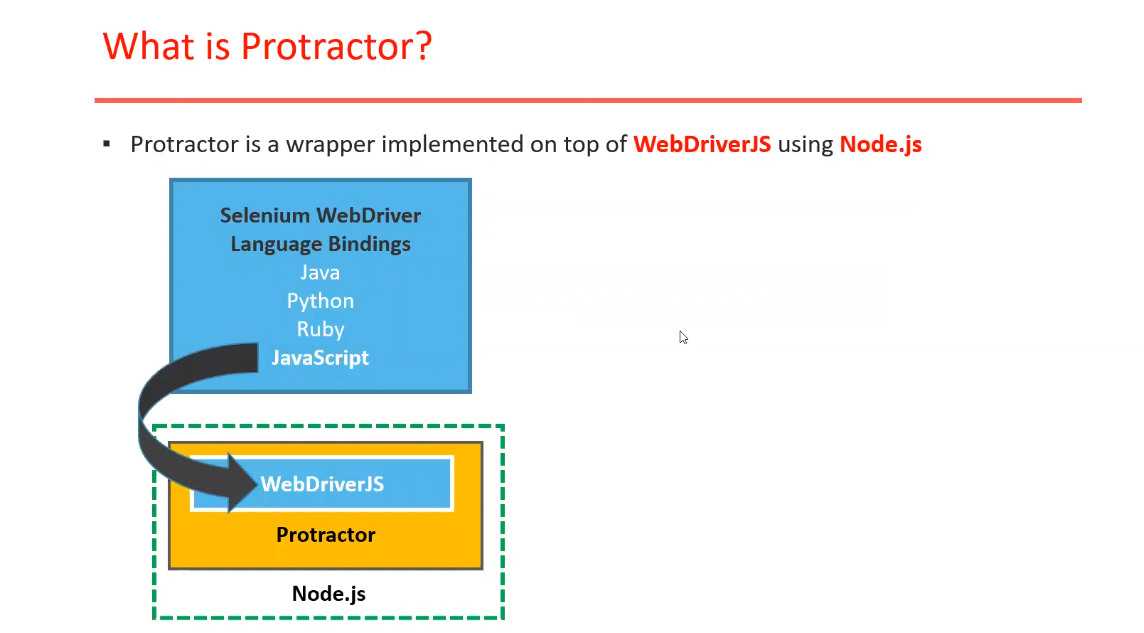 What is Protractor?
▪ Protractor is a wrapper implemented on top of WebDriverJS using Node.js
Selenium WebDriver
Language Bindings
Java
Python
Ruby
JavaScript
WebDriverJS
Protractor
Node.js